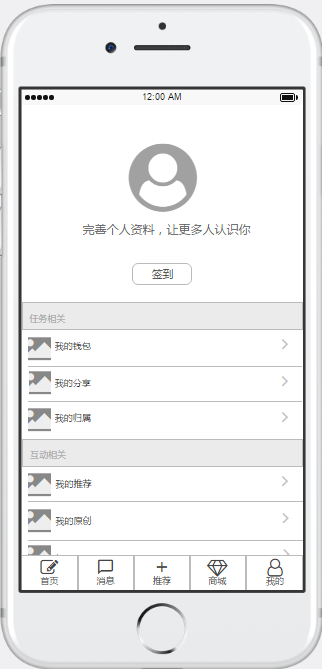 12:00 AM
完善个人资料，让更多人认识你
签到
任务相关
我的钱包
我的分享
我的归属
互动相关
我的推荐
我的原创
首页 消息 推荐 商城 我的